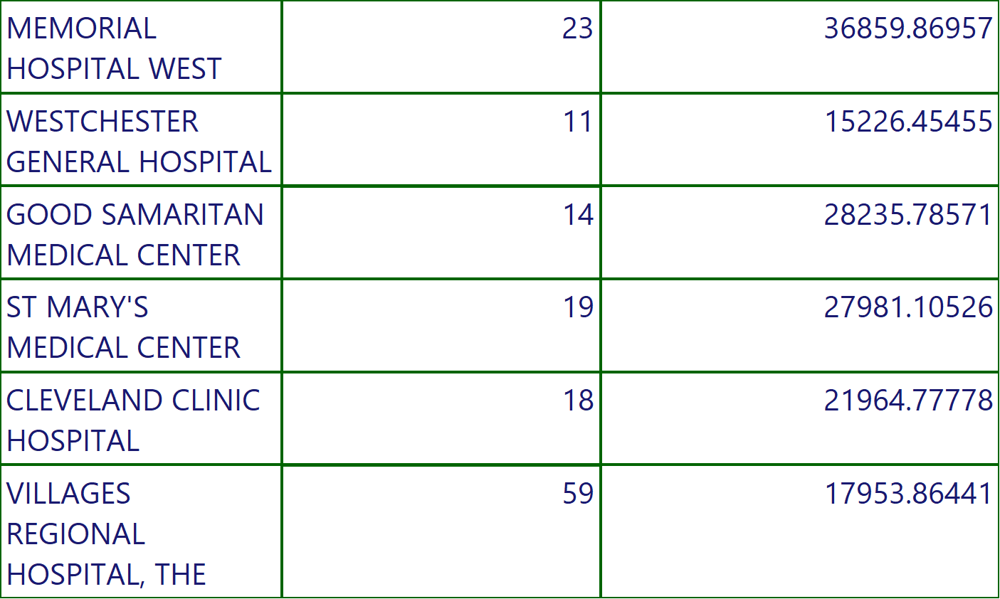 MEMORIAL 23 36859.86957
HOSPITAL WEST
WESTCHESTER 11 15226.45455
GENERAL HOSPITAL
GOOD SAMARITAN 14 28235.78571
MEDICAL CENTER
ST MARY'S 19 27981.10526
MEDICAL CENTER
CLEVELAND CLINIC 18 21964.77778
HOSPITAL
VILLAGES 59 17953.86441
REGIONAL
HOSPITAL, THE